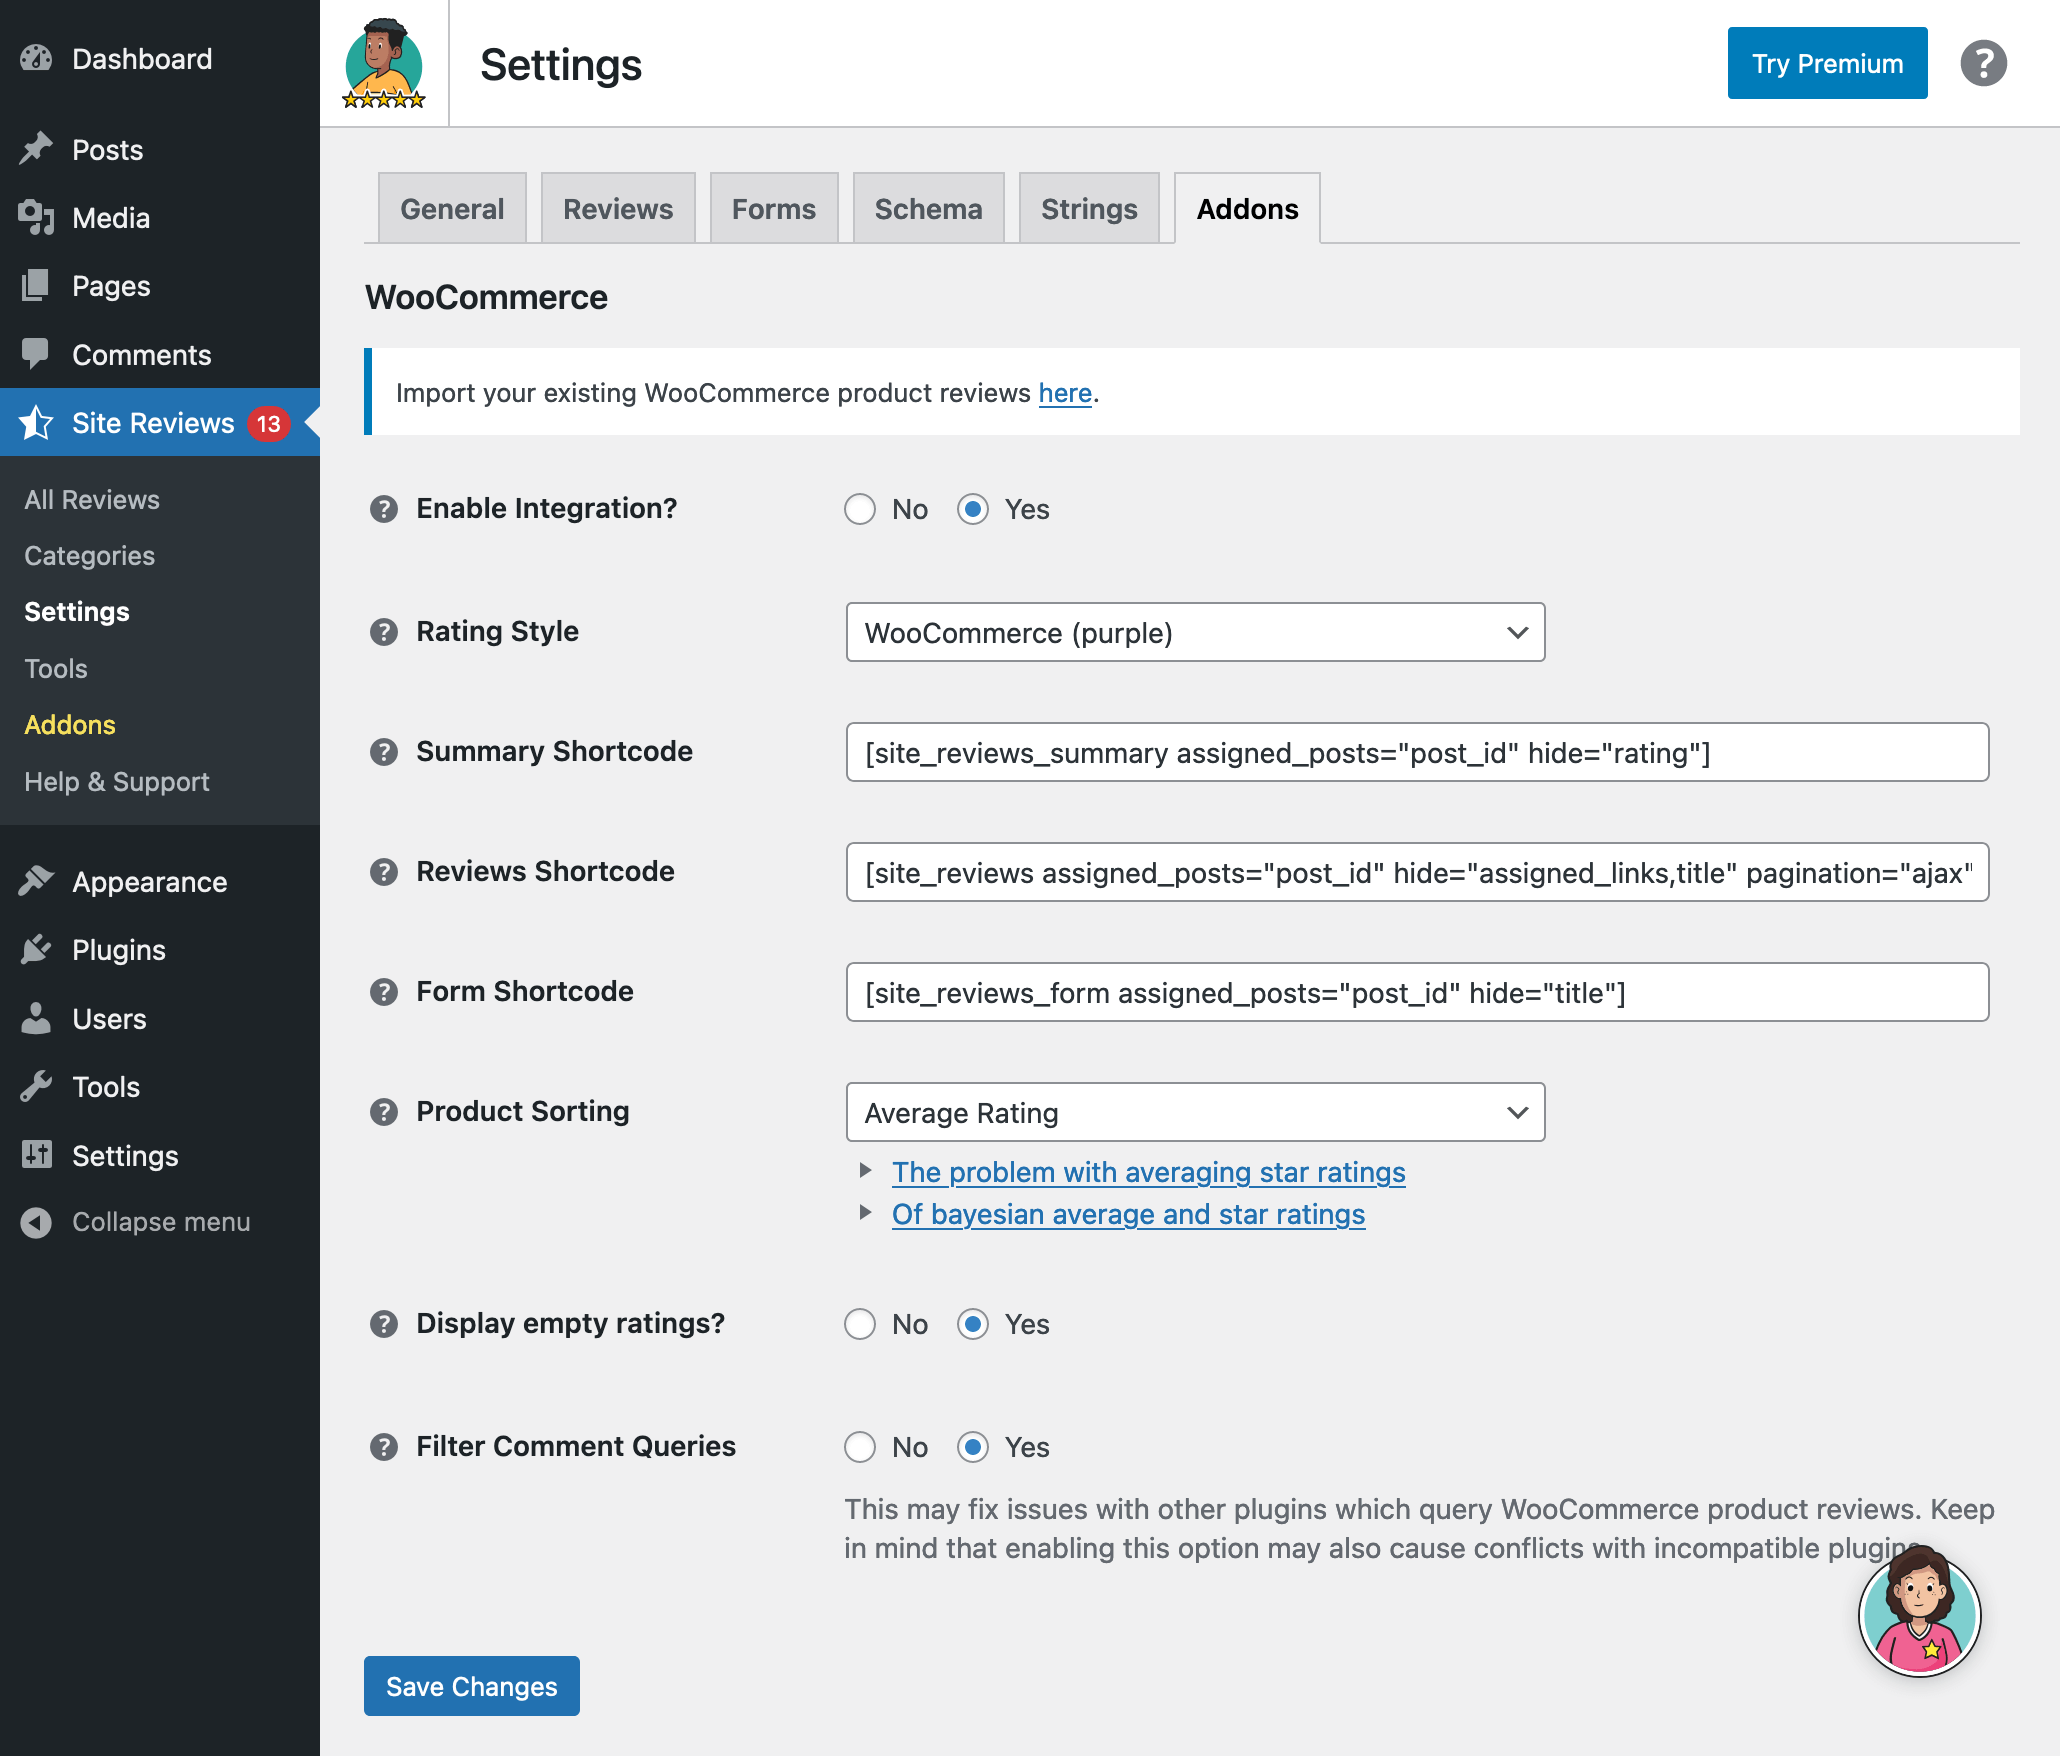 Dashboard
Posts
Media
Pages
Comments
Site Reviews 13
All Reviews
Categories
Settings
Tools
Addons
Help & Support
Appearance
Plugins
Users
Tools
Settings
Collapse menu
Settings
Try Premium
?
General Reviews Forms Schema Strings Addons
WooCommerce
Import your existing WooCommerce product reviews here.
? Enable Integration? No Yes
? Rating Style WooCommerce (purple)
? Summary Shortcode [site_reviews_summary assigned_posts="post_id" hide="rating"]
? Reviews Shortcode [site_reviews assigned_posts="post_id" hide="assigned_links,title" pagination="ajax"
? Form Shortcode [site_reviews_form assigned_posts="post_id" hide="title"]
? Product Sorting Average Rating
The problem with averaging star ratings
Of bayesian average and star ratings
? Display empty ratings? No Yes
? Filter Comment Queries No Yes
This may fix issues with other plugins which query WooCommerce product reviews. Keep
in mind that enabling this option may also cause conflicts with incompatible plugins.
Save Changes